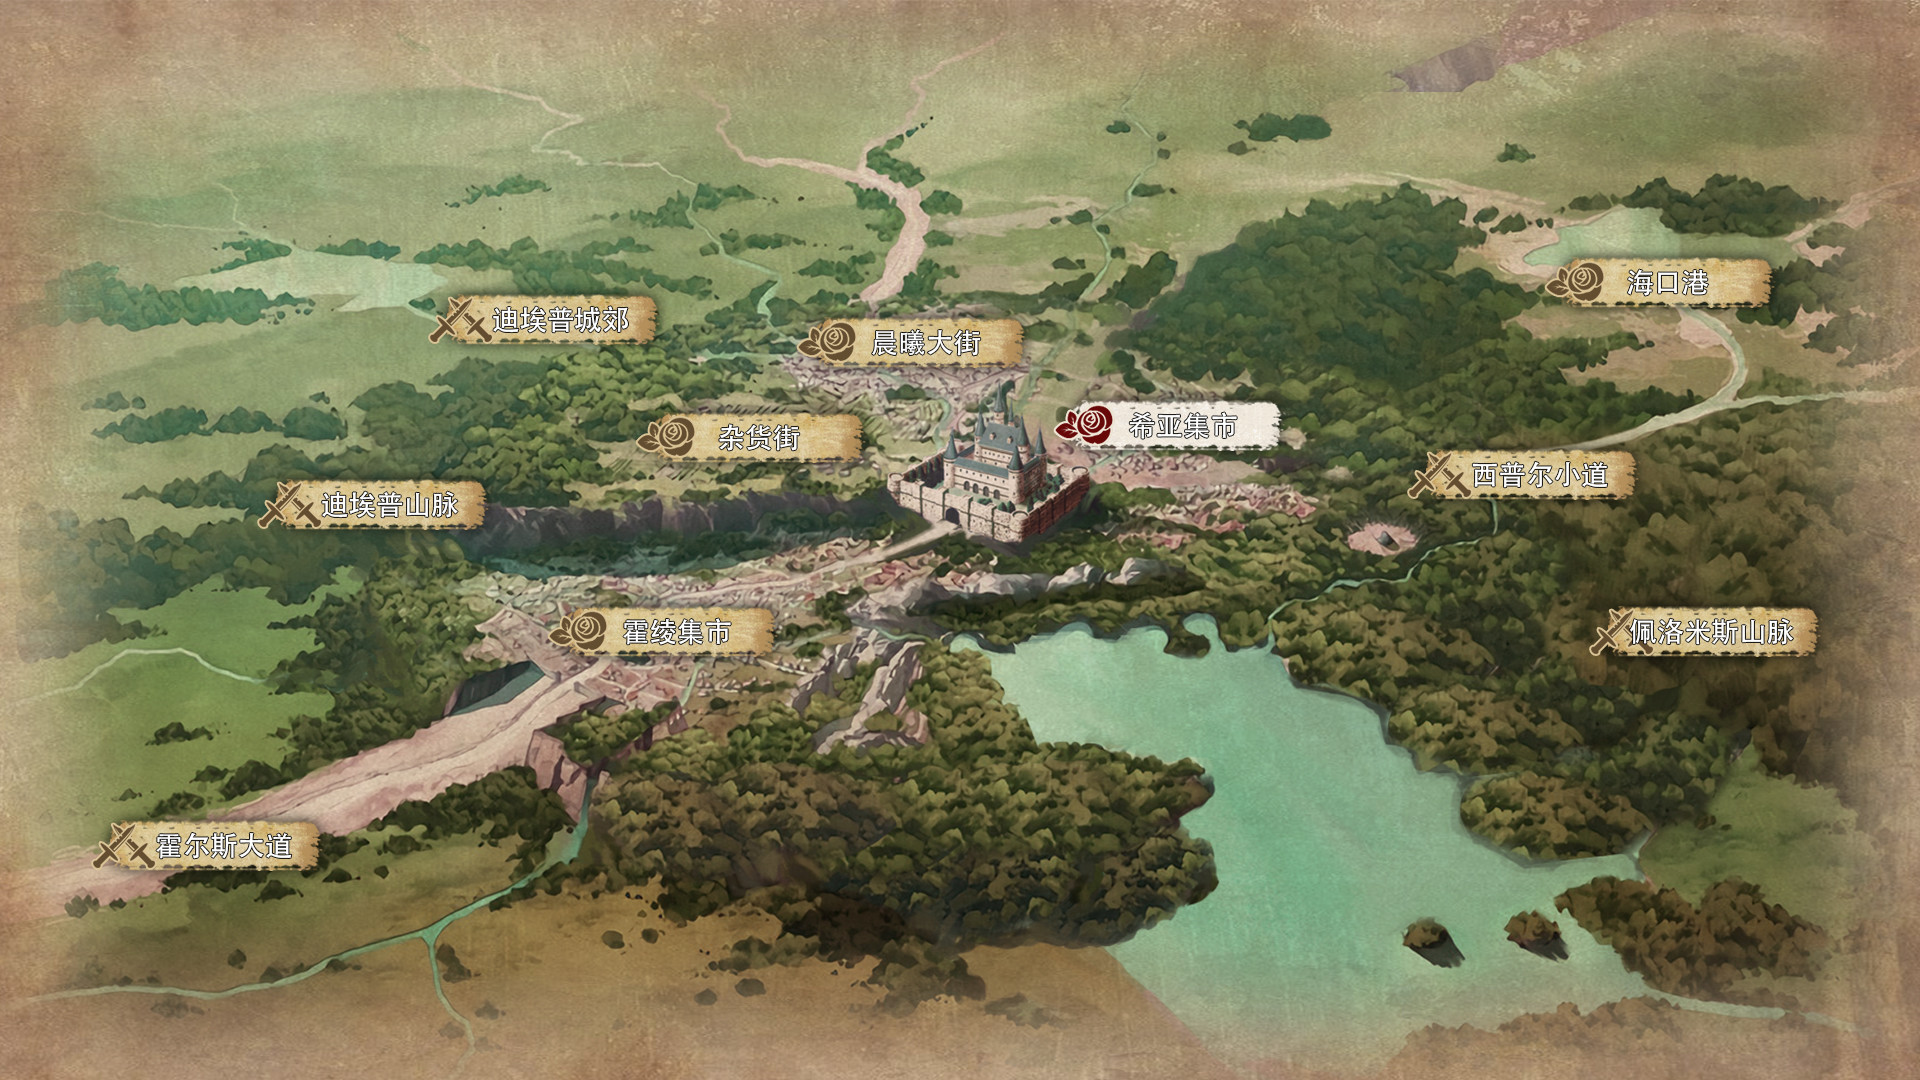 海口港
迪埃普城郊
晨曦大街
希亚集市
杂货街
西普尔小道
迪埃普山脉
霍绫集市
佩洛米斯山脉
霍尔斯大道